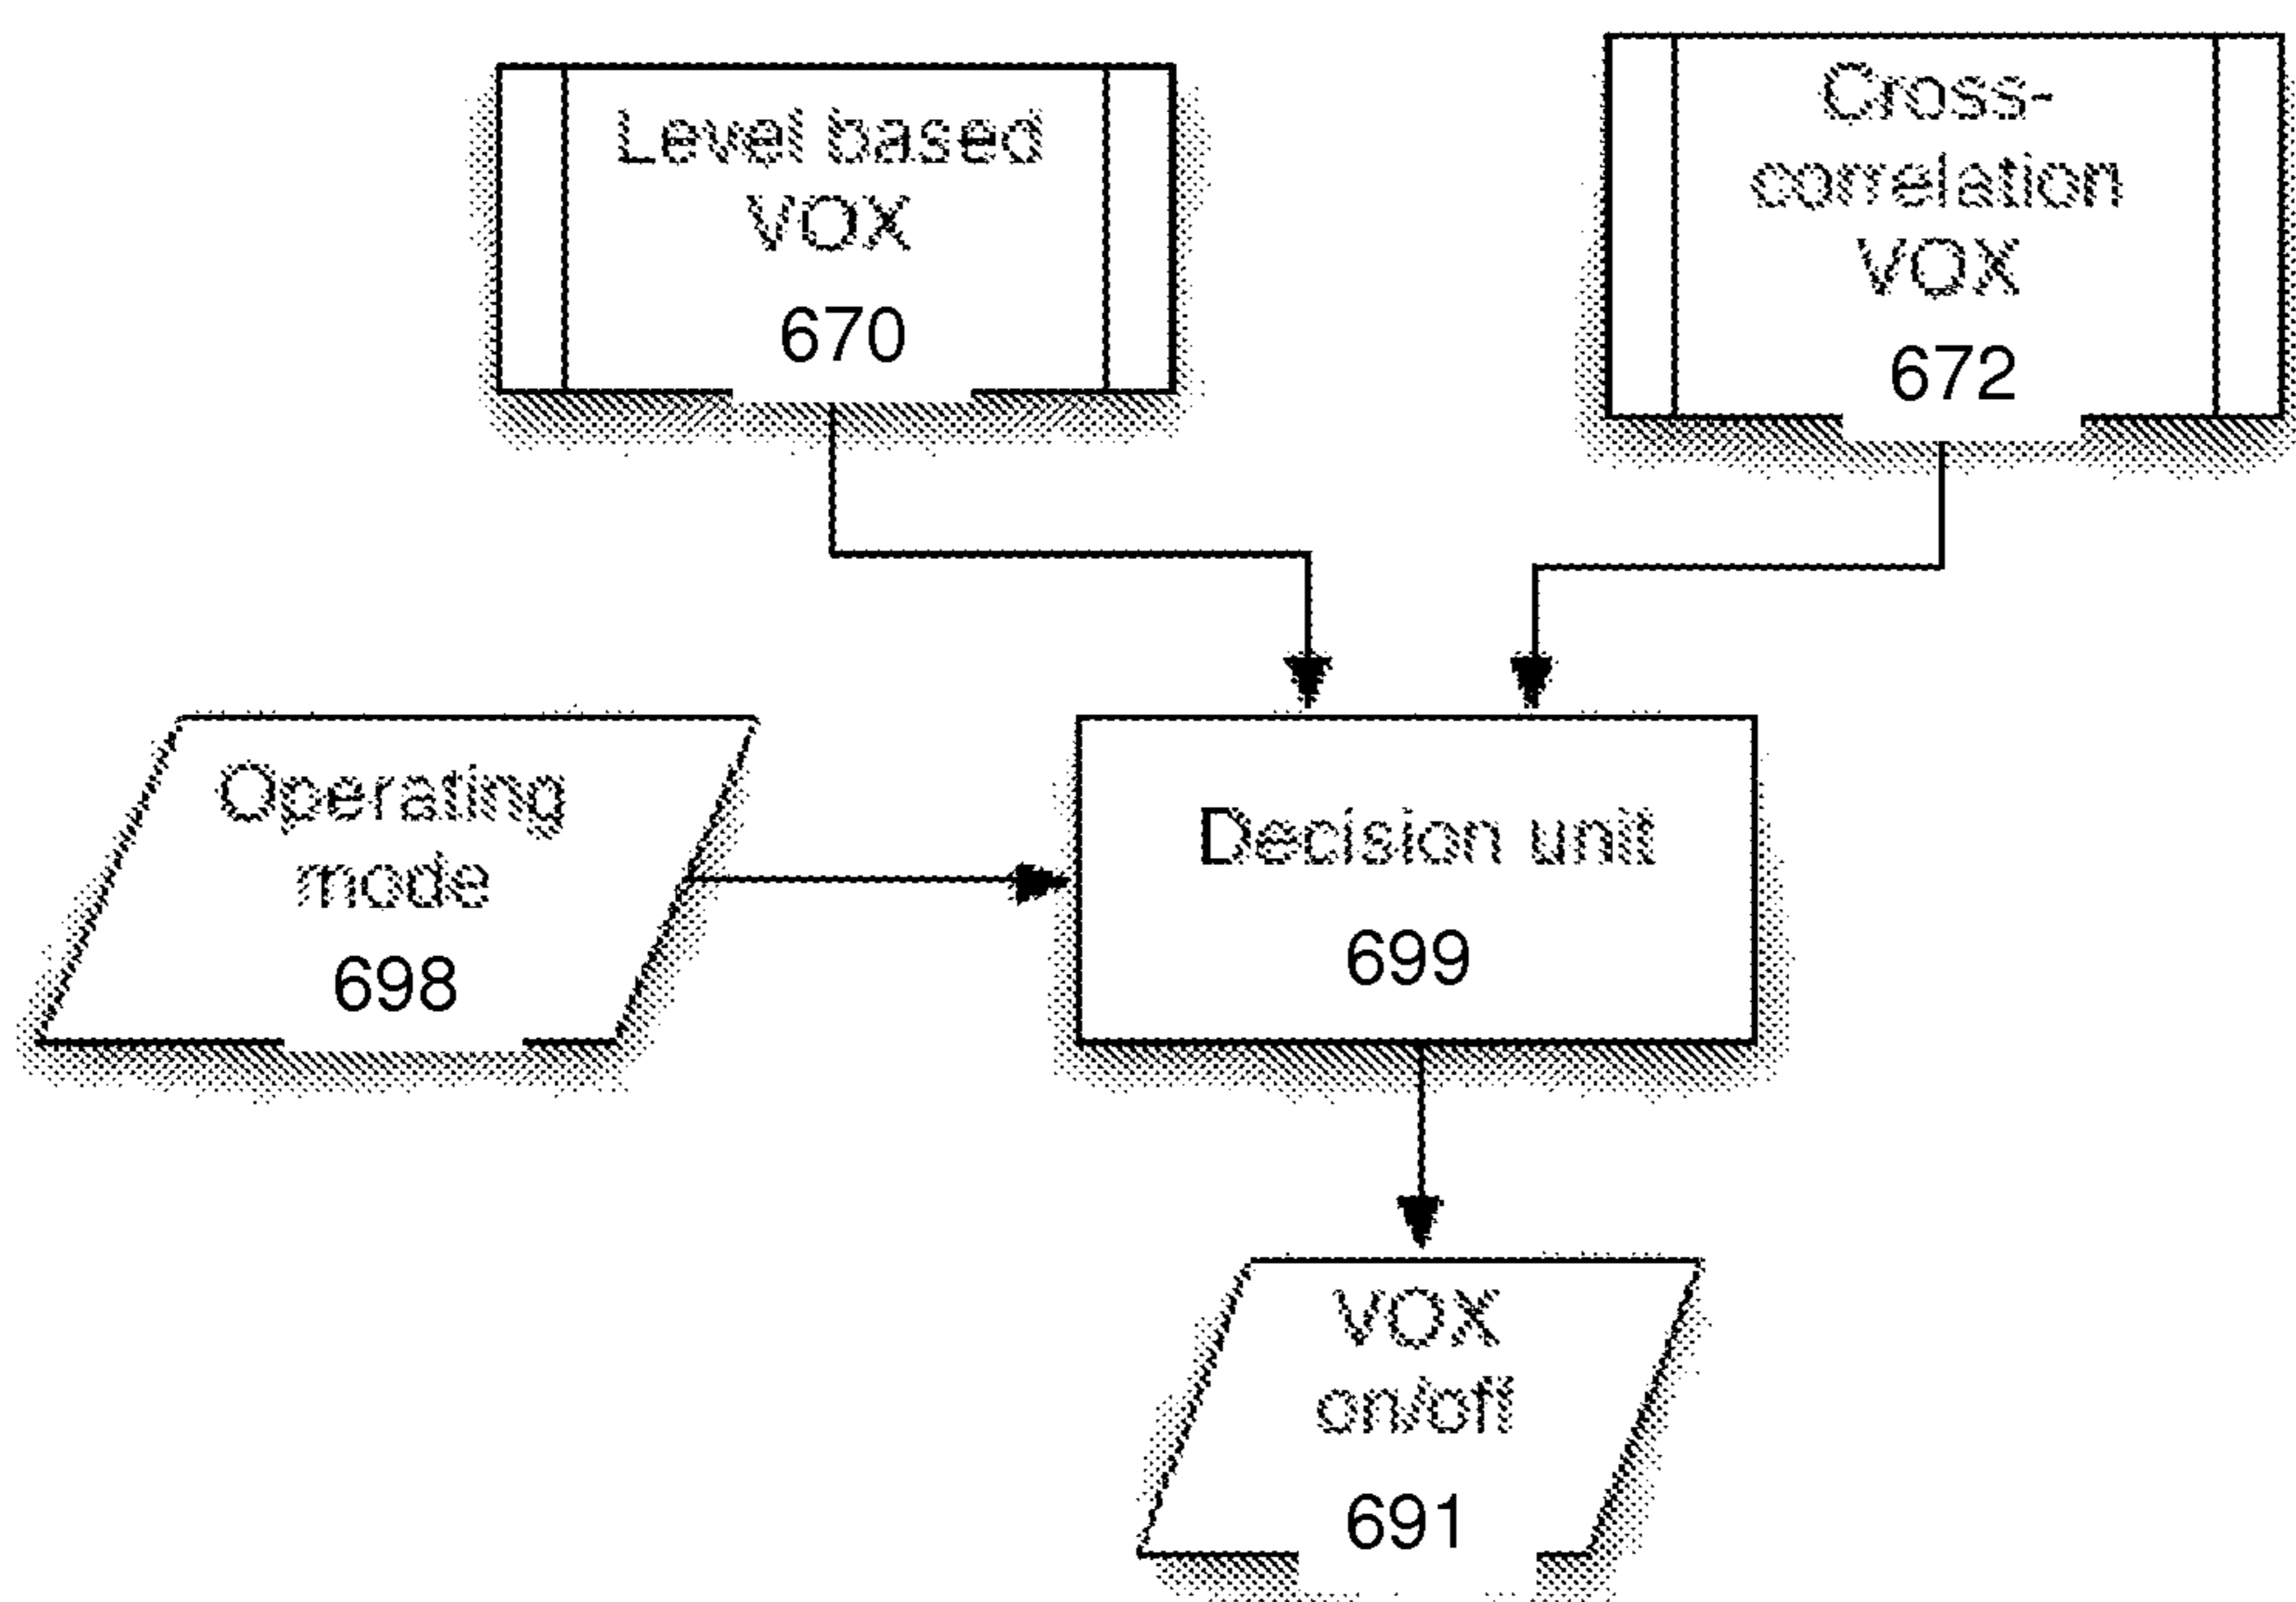 Level based
VOX
670
Cross-
correlation
VOX
672
Operating
mode
698
Decision unit
699
VOX
on/off
691